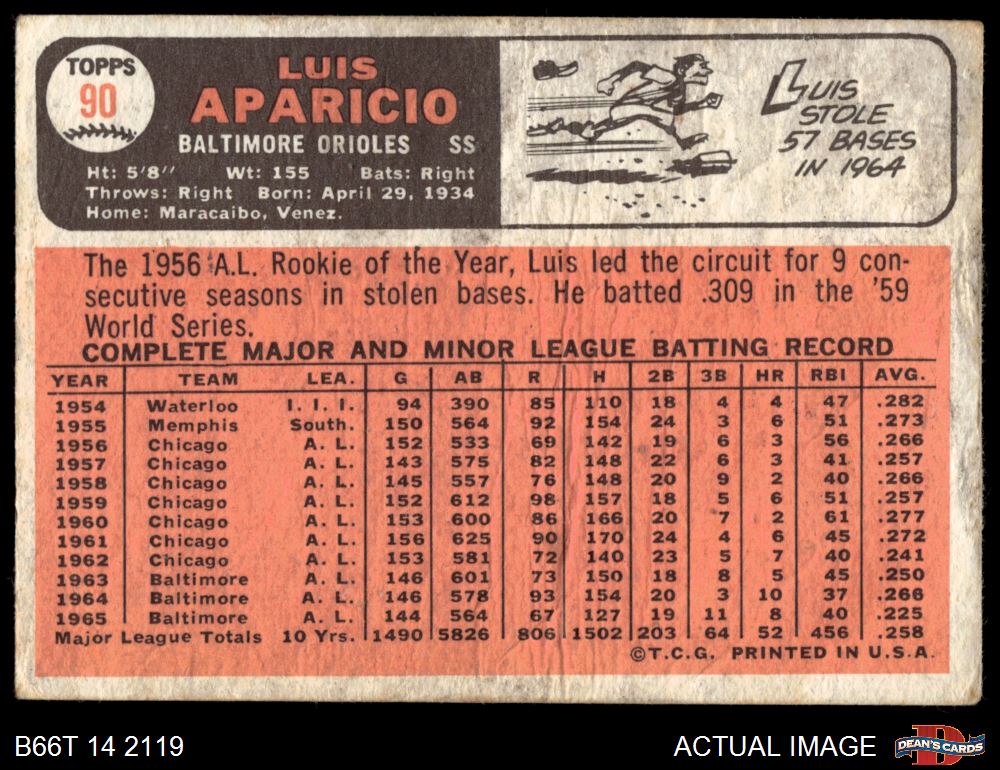 TOPPS
90
LUIS
APARICIO
BALTIMORE ORIOLES SS
Ht: 5'8" Wt: 155 Bats: Right
Throws: Right Born: April 29, 1934
Home: Maracaibo, Venez.
LUIS
STOLE
57 BASES
IN 1964
The 1956 A.L. Rookie of the Year, Luis led the circuit for 9 con-
secutive seasons in stolen bases. He batted .309 in the '59
World Series.
COMPLETE MAJOR AND MINOR LEAGUE BATTING RECORD
YEAR TEAM LEA. G AB R H 2B 3B HR RBI AVG.
1954 Waterloo I. I. I. 94 390 85 110 18 4 4 47 .282
1955 Memphis South. 150 564 92 154 24 3 6 51 .273
1956 Chicago A. L. 152 533 69 142 19 6 3 56 .266
1957 Chicago A. L. 143 575 82 148 22 6 3 41 .257
1958 Chicago A. L. 145 557 76 148 20 9 2 40 .266
1959 Chicago A. L. 152 612 98 157 18 5 6 51 .257
1960 Chicago A. L. 153 600 86 166 20 7 2 61 .277
1961 Chicago A. L. 156 625 90 170 24 4 6 45 .272
1962 Chicago A. L. 153 581 72 140 23 5 7 40 .241
1963 Baltimore A. L. 146 601 73 150 18 8 5 45 .250
1964 Baltimore A. L. 146 578 93 154 20 3 10 37 .266
1965 Baltimore A. L. 144 564 67 127 19 11 8 40 .225
Major League Totals 10 Yrs. 1490 5826 806 1502 203 64 52 456 .258
©T.C.G. PRINTED IN U.S.A.
B66T 14 2119
ACTUAL IMAGE
DEAN'S CARDS